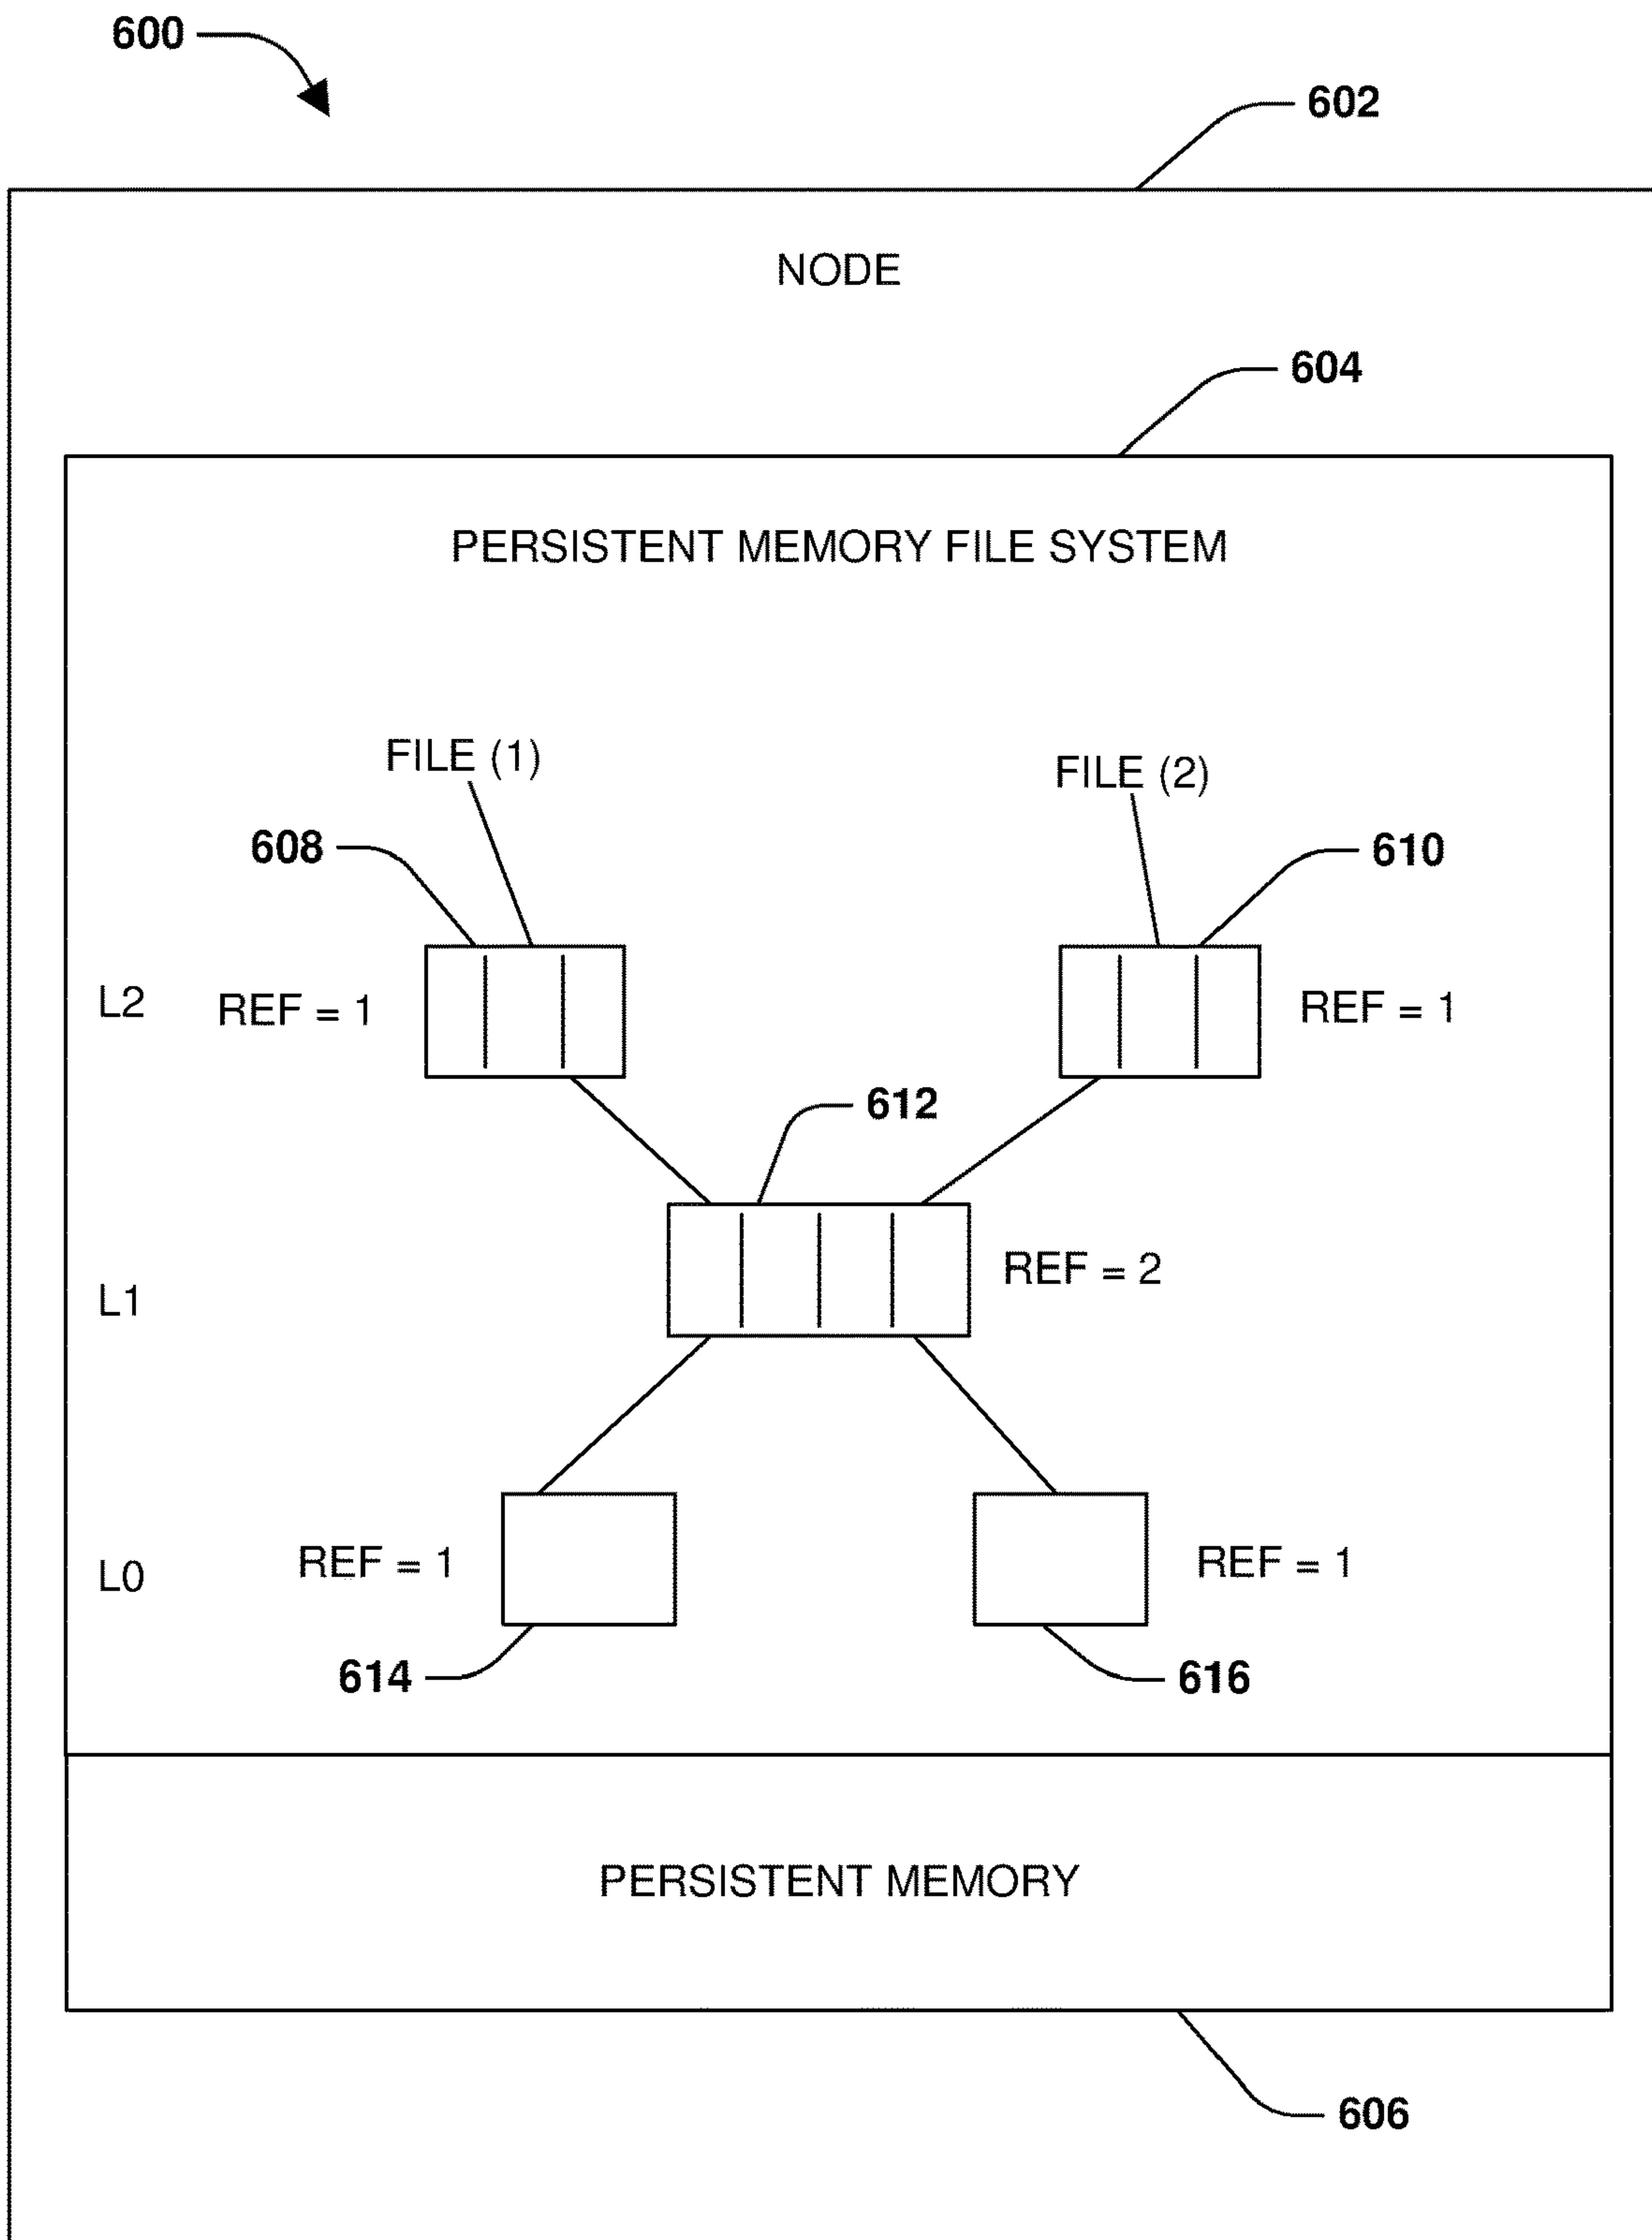 600
602
NODE
604
PERSISTENT MEMORY FILE SYSTEM
FILE (1)
FILE (2)
608
610
L2
REF = 1
REF = 1
612
REF = 2
L1
REF = 1
REF = 1
L0
614
616
PERSISTENT MEMORY
606